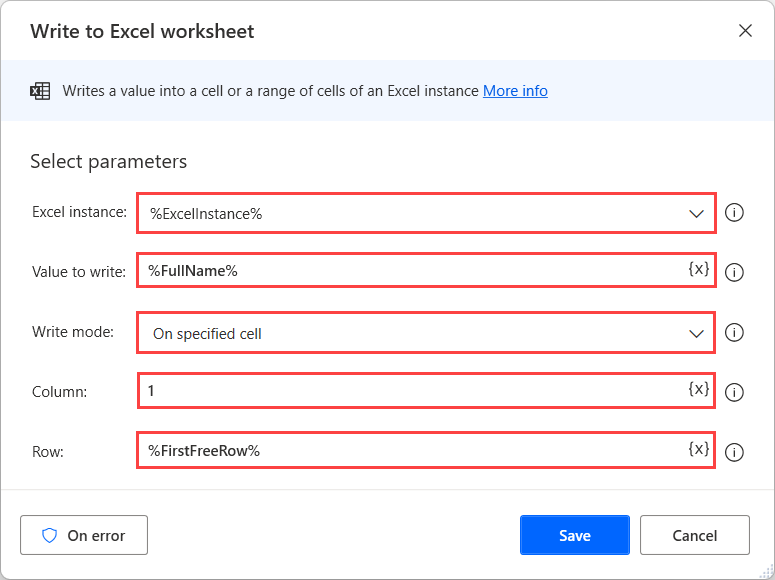 Write to Excel worksheet
Writes a value into a cell or a range of cells of an Excel instance More info
Select parameters
Excel instance: %ExcelInstance%
Value to write: %FullName% {x}
Write mode: On specified cell
Column: 1 {x}
Row: %FirstFreeRow% {x}
On error Save Cancel